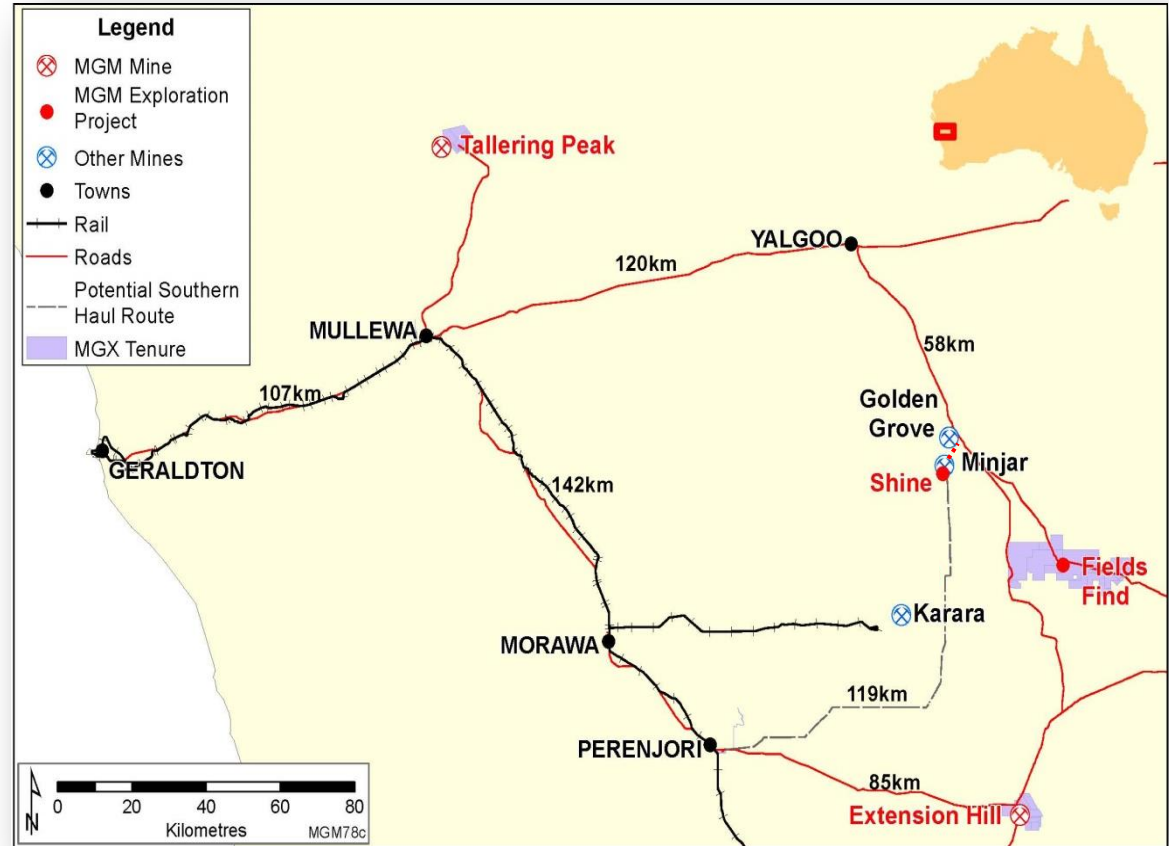 Legend
MGM Mine
MGM Exploration
Project
Other Mines
Towns
Rail
Roads
Potential Southern
Haul Route
MGX Tenure
Tallering Peak
YALGOO
120km
MULLEWA
58km
107km
Golden
Grove
GERALDTON
Minjar
Shine
142km
Fields
Find
Karara
MORAWA
119km
PERENJORI
85km
Extension Hill
N
0 20 40 60 80
Kilometres
MGM78c